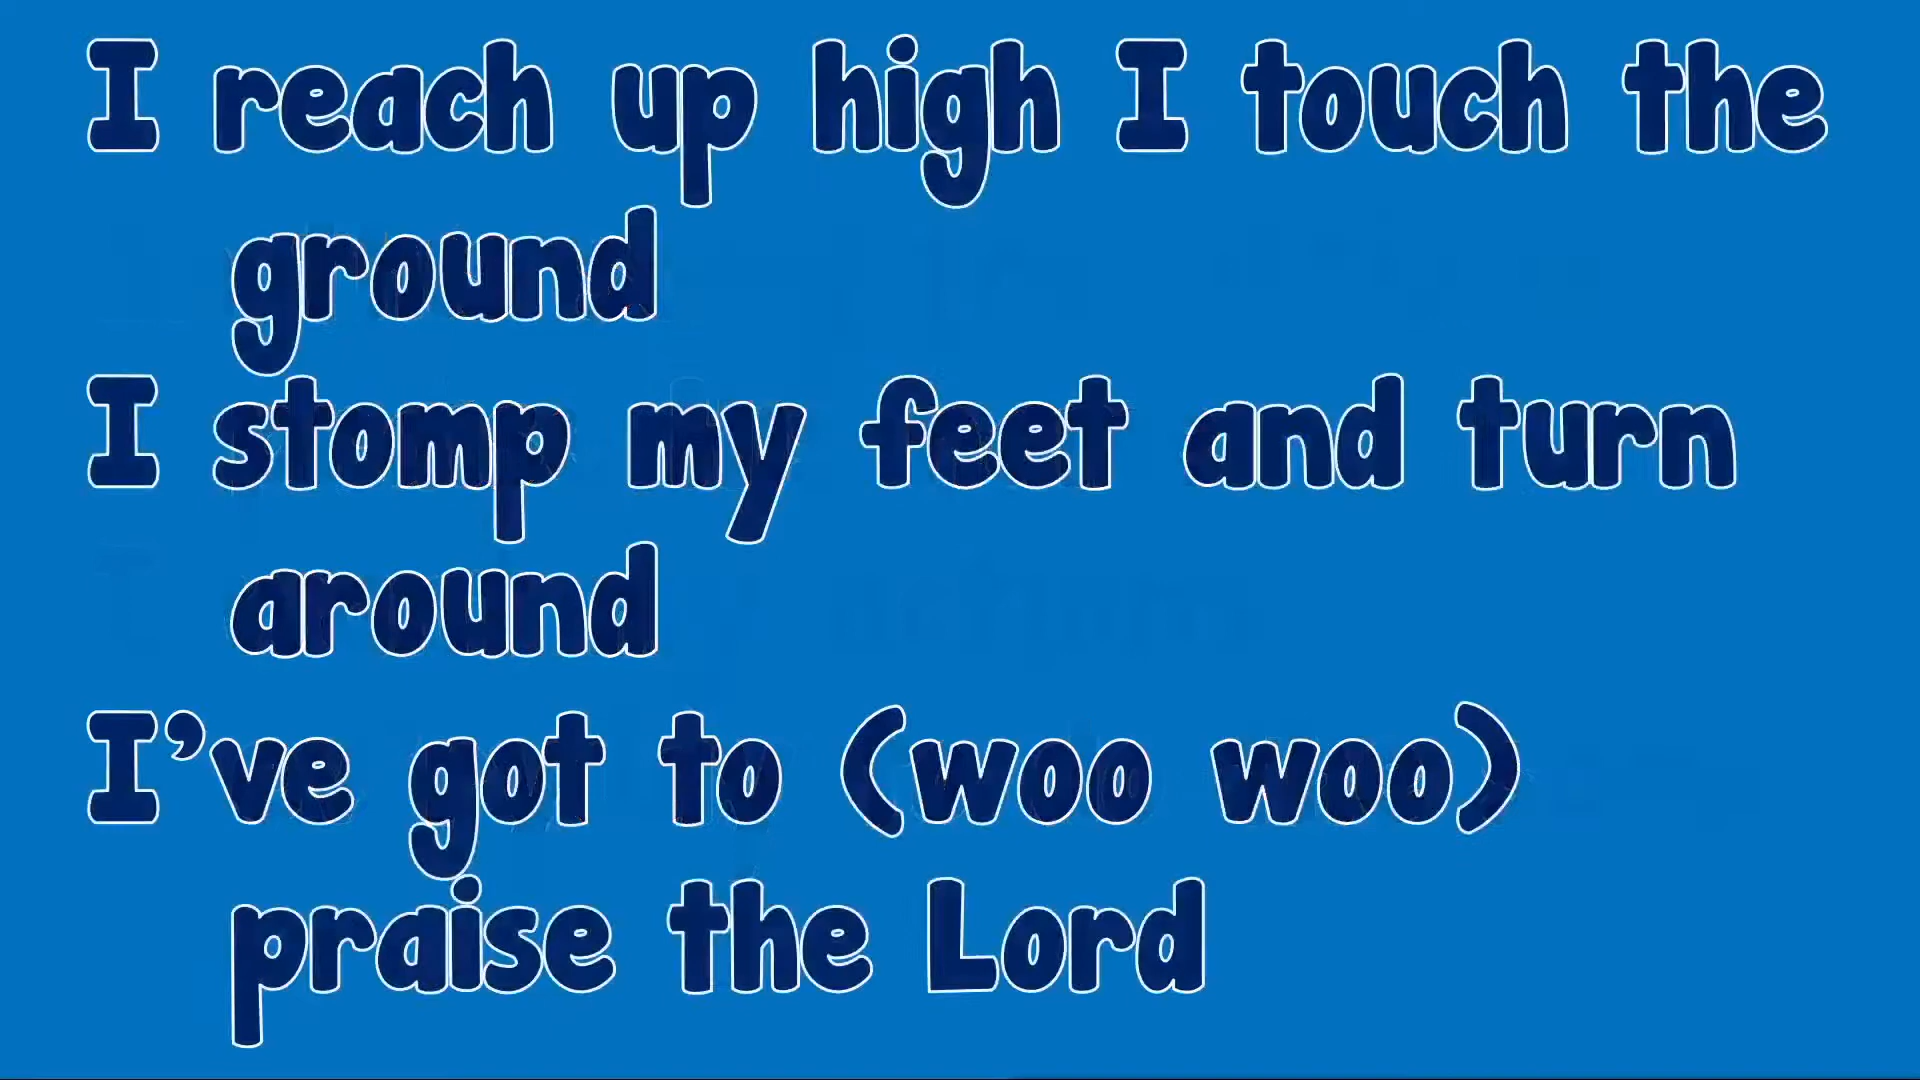 I reach up high I touch the
ground
I stomp my feet and turn
around
I’ve got to (woo woo)
praise the Lord